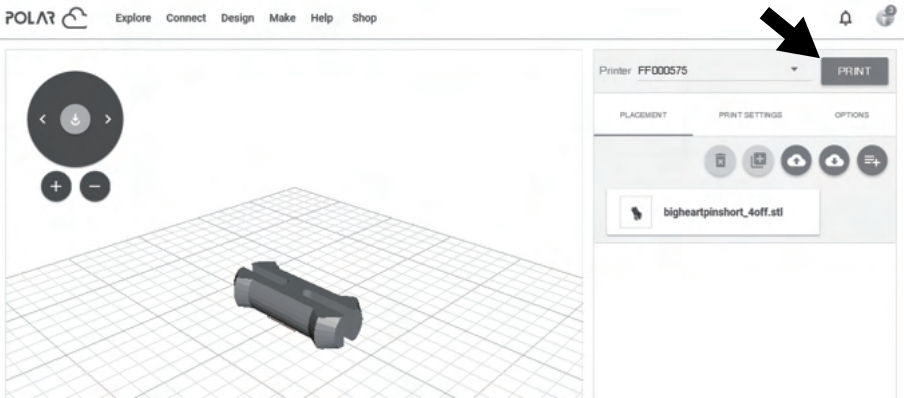 POLAR
Explore Connect Design Make Help Shop
Printer FF000575
PRINT
PLACEMENT PRINT SETTINGS OPTIONS
bigheartpinshort_4off.stl